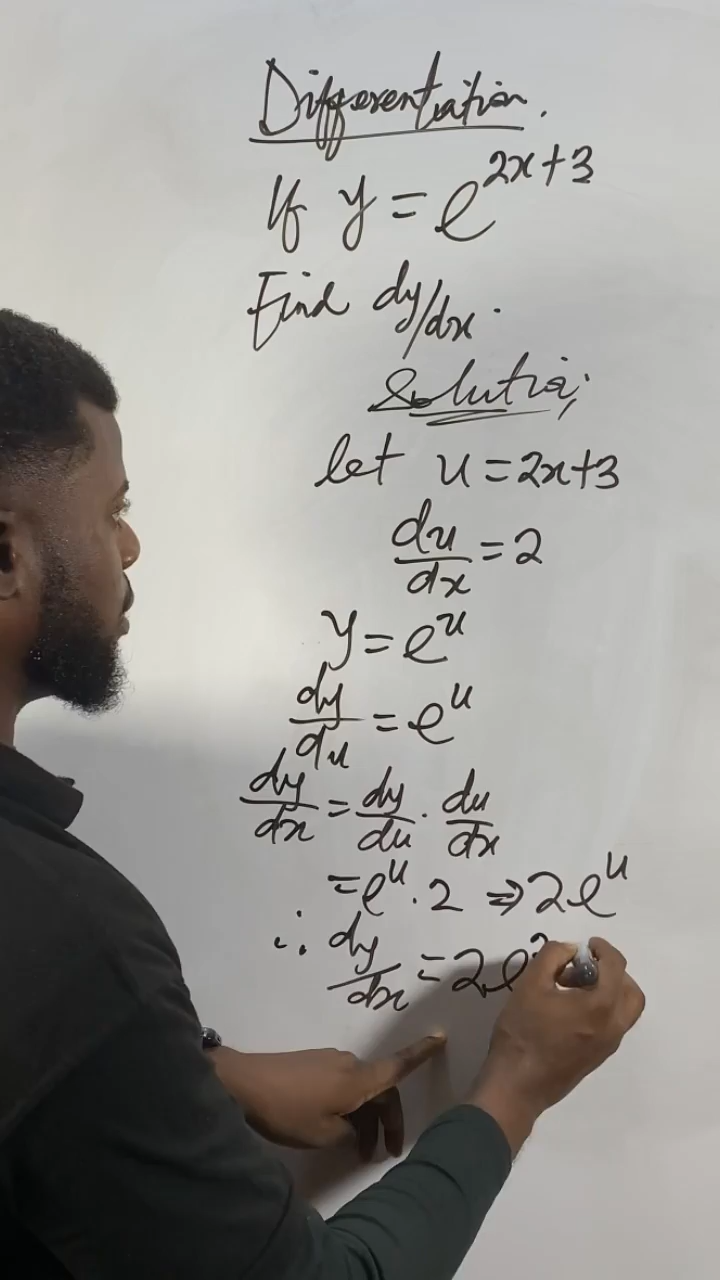 Differentiation.
If y = e^{2x+3}
Find dy/dx.
Solution;
let u = 2x+3
du/dx = 2
y = e^u
dy/du = e^u
dy/dx = dy/du · du/dx
= e^u · 2 ⇒ 2e^u
∴ dy/dx = 2e^2